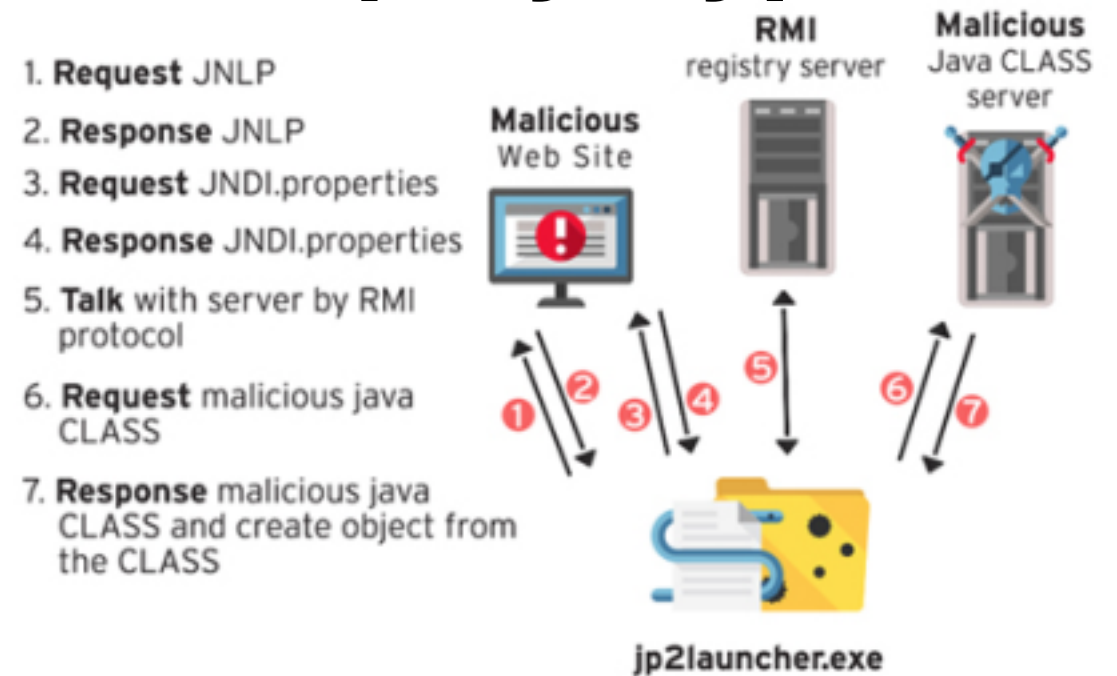 1. Request JNLP
2. Response JNLP
3. Request JNDI.properties
4. Response JNDI.properties
5. Talk with server by RMI
protocol
6. Request malicious java
CLASS
7. Response malicious java
CLASS and create object from
the CLASS
Malicious
Web Site
RMI
registry server
Malicious
Java CLASS
server
1
2
3
4
5
6
7
jp2launcher.exe